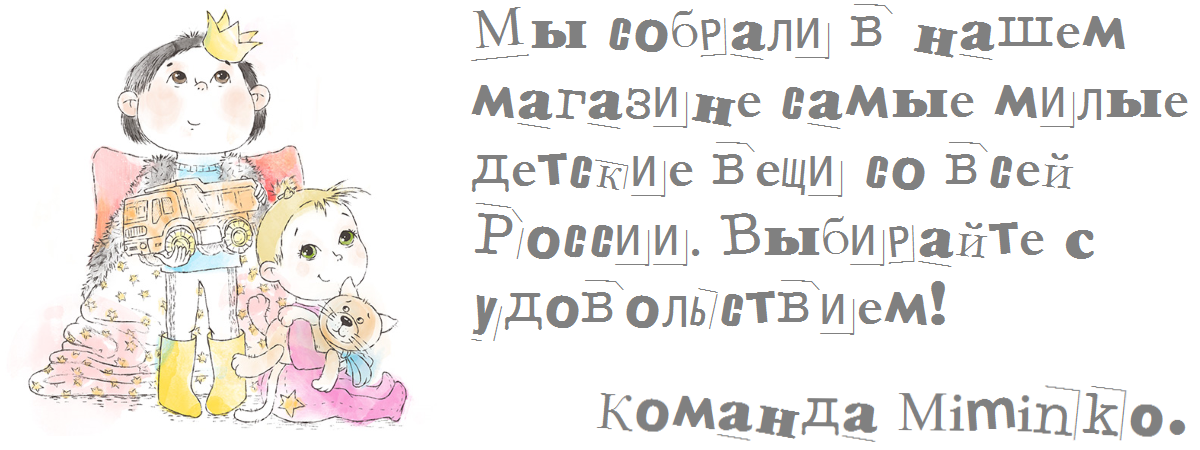 Мы собрали в нашем
магазине самые милые
детские вещи со всей
России. Выбирайте с
удовольствием!
Команда Miminko.